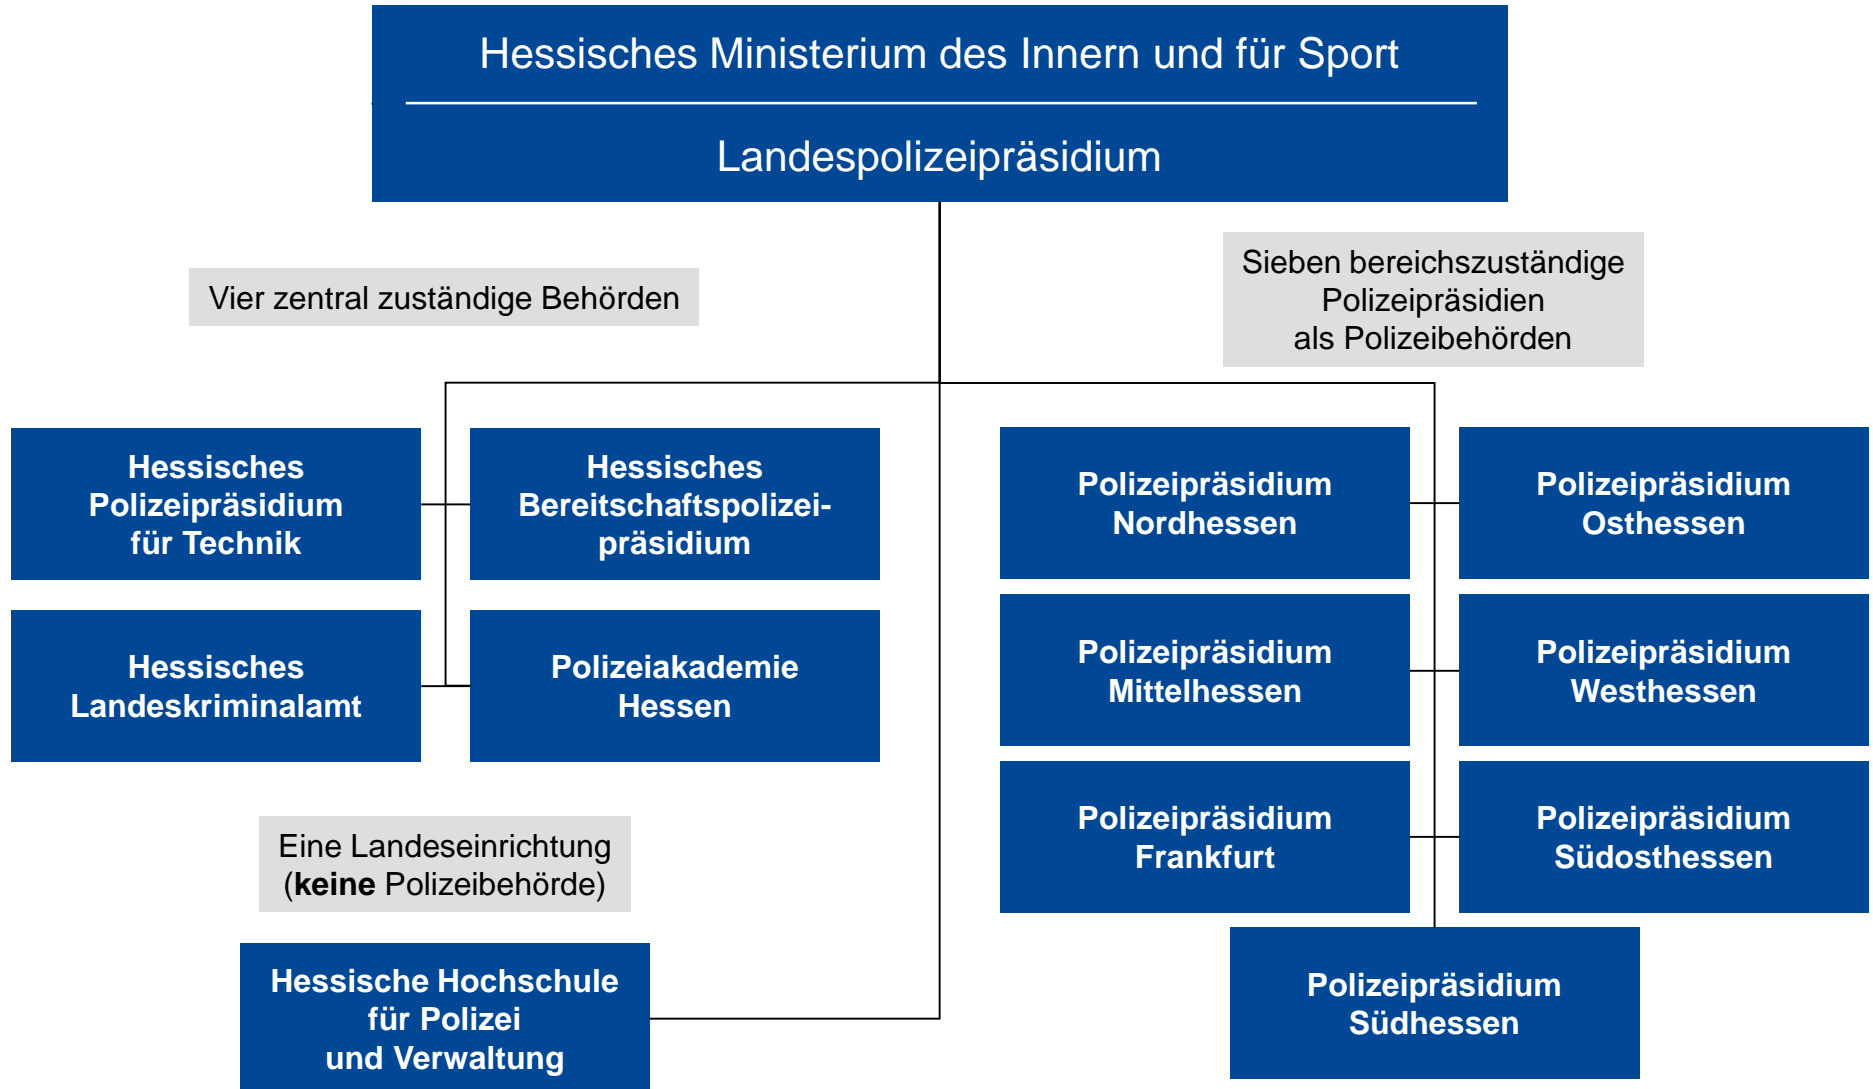 Hessisches Ministerium des Innern und für Sport
Landespolizeipräsidium
Vier zentral zuständige Behörden
Sieben bereichszuständige
Polizeipräsidien
als Polizeibehörden
Hessisches
Polizeipräsidium
für Technik
Hessisches
Bereitschaftspolizei-
präsidium
Hessisches
Landeskriminalamt
Polizeiakademie
Hessen
Eine Landeseinrichtung
(keine Polizeibehörde)
Hessische Hochschule
für Polizei
und Verwaltung
Polizeipräsidium
Nordhessen
Polizeipräsidium
Osthessen
Polizeipräsidium
Mittelhessen
Polizeipräsidium
Westhessen
Polizeipräsidium
Frankfurt
Polizeipräsidium
Südosthessen
Polizeipräsidium
Südhessen